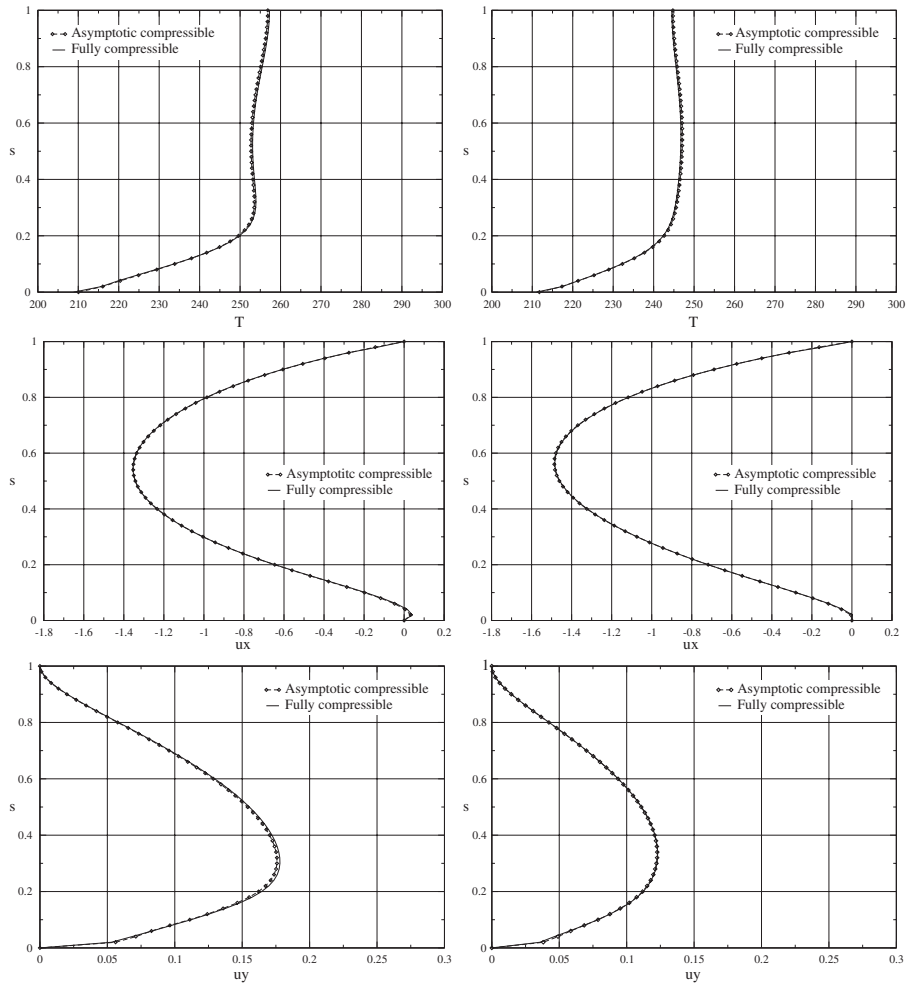 1
Asymptotic compressible
Fully compressible
0.8
0.6
s
0.4
0.2
0
200 210 220 230 240 250 260 270 280 290 300
T
1
Asymptotic compressible
Fully compressible
0.8
0.6
s
0.4
0.2
0
200 210 220 230 240 250 260 270 280 290 300
T
1
0.8
0.6
Asymptotitc compressible
s
Fully compressible
0.4
0.2
0
-1.8 -1.6 -1.4 -1.2 -1 -0.8 -0.6 -0.4 -0.2 0 0.2
ux
1
0.8
0.6
Asymptotic compressible
s
Fully compressible
0.4
0.2
0
-1.8 -1.6 -1.4 -1.2 -1 -0.8 -0.6 -0.4 -0.2 0 0.2
ux
1
Asymptotic compressible
Fully compressible
0.8
0.6
s
0.4
0.2
0
0 0.05 0.1 0.15 0.2 0.25 0.3
uy
1
Asymptotic compressible
Fully compressible
0.8
0.6
s
0.4
0.2
0
0 0.05 0.1 0.15 0.2 0.25 0.3
uy